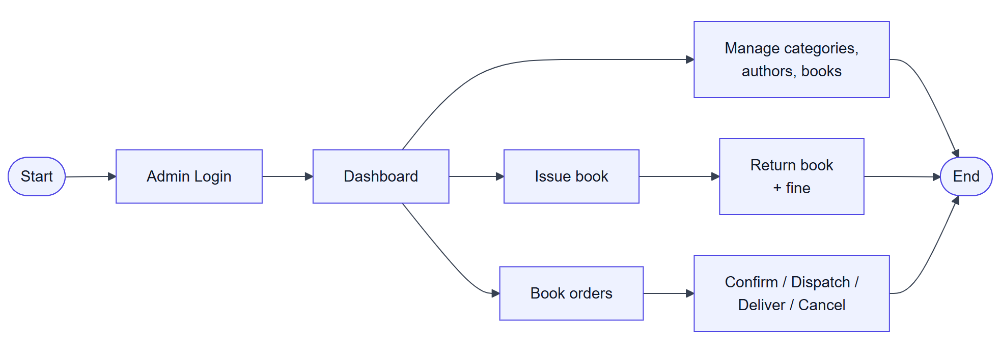 Start
Admin Login
Dashboard
Manage categories,
authors, books
Issue book
Return book
+ fine
Book orders
Confirm / Dispatch /
Deliver / Cancel
End